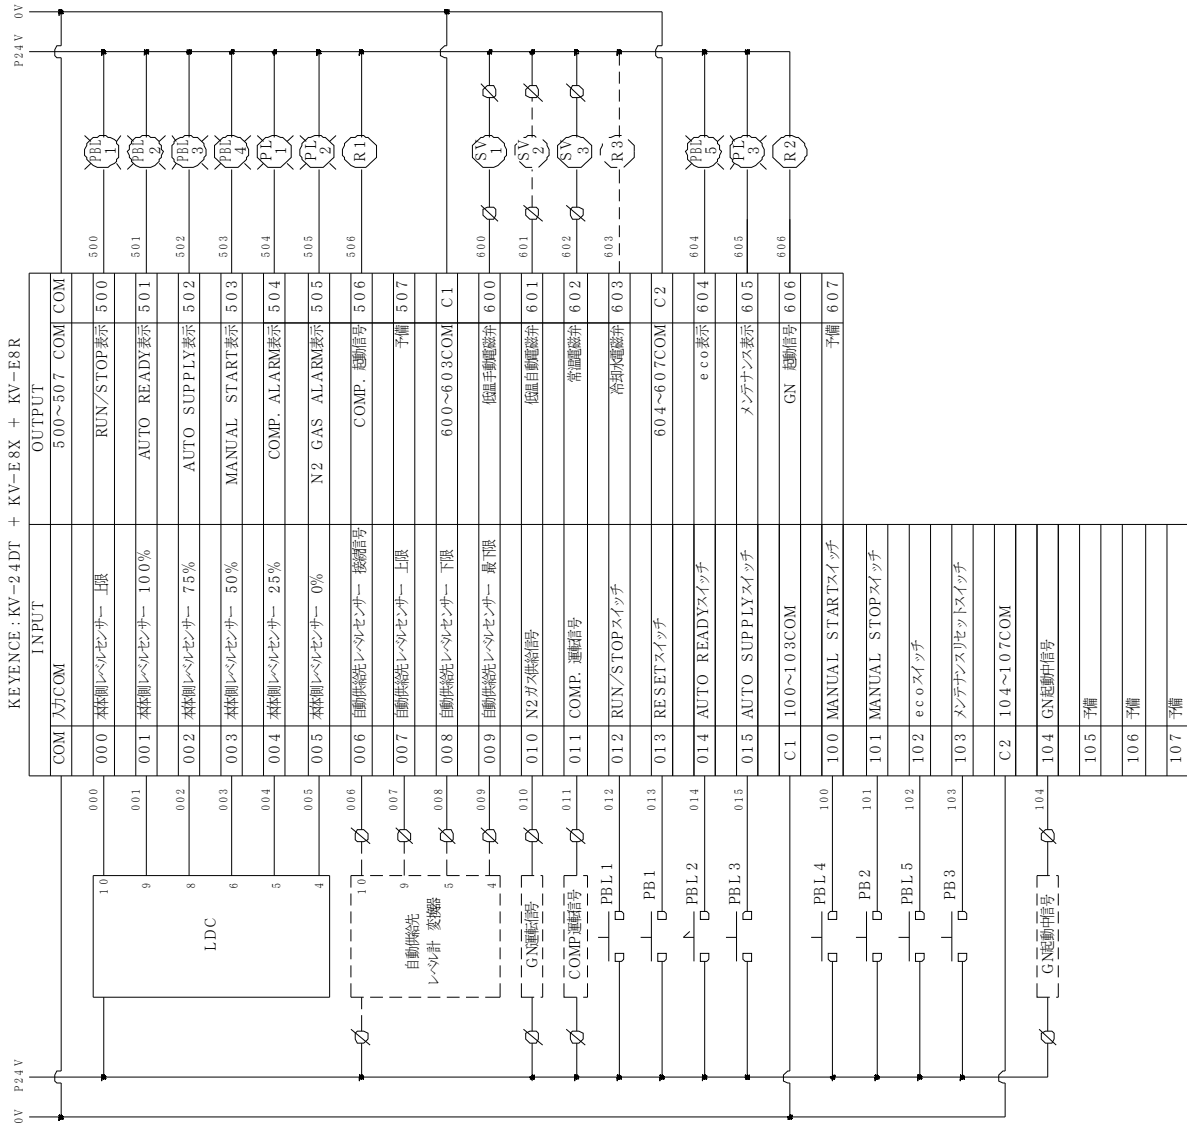 KEYENCE:KV-24DT + KV-E8X + KV-E8R
INPUT
OUTPUT
COM 入力COM
500~507 COM COM
000 本体側レベルセンサー 上限
RUN/STOP表示 500
001 本体側レベルセンサー 100%
AUTO READY表示 501
002 本体側レベルセンサー 75%
AUTO SUPPLY表示 502
003 本体側レベルセンサー 50%
MANUAL START表示 503
004 本体側レベルセンサー 25%
COMP. ALARM表示 504
005 本体側レベルセンサー 0%
N2 GAS ALARM表示 505
006 自動供給先レベルセンサー 接続信号
COMP. 起動信号 506
007 自動供給先レベルセンサー 上限
予備 507
008 自動供給先レベルセンサー 下限
600~603COM C1
009 自動供給先レベルセンサー 最下限
低温手動電磁弁 600
010 N2ガス供給信号
低温自動電磁弁 601
011 COMP. 運転信号
常温電磁弁 602
012 RUN/STOPスイッチ
冷却水電磁弁 603
013 RESETスイッチ
604~607COM C2
014 AUTO READYスイッチ
eco表示 604
015 AUTO SUPPLYスイッチ
メンテナンス表示 605
C1 100~103COM
GN 起動信号 606
100 MANUAL STARTスイッチ
予備 607
101 MANUAL STOPスイッチ
102 ecoスイッチ
103 メンテナンスリセットスイッチ
C2 104~107COM
104 GN起動中信号
105 予備
106 予備
107 予備
0V
P24V
000
001
002
003
004
005
006
007
008
009
010
011
012
013
014
015
100
101
102
103
104
10
9
8
6
5
4
LDC
10
9
5
4
自動供給先
レベル計 変換器
GN運転信号
COMP運転信号
PBL1
PB1
PBL2
PBL3
PBL4
PB2
PBL5
PB3
GN起動中信号
500
501
502
503
504
505
506
600
601
602
603
604
605
606
PBL
1
PBL
2
PBL
3
PBL
4
PL
1
PL
2
R1
SV
1
SV
2
SV
3
R3
PBL
5
PL
3
R2
P24V
0V